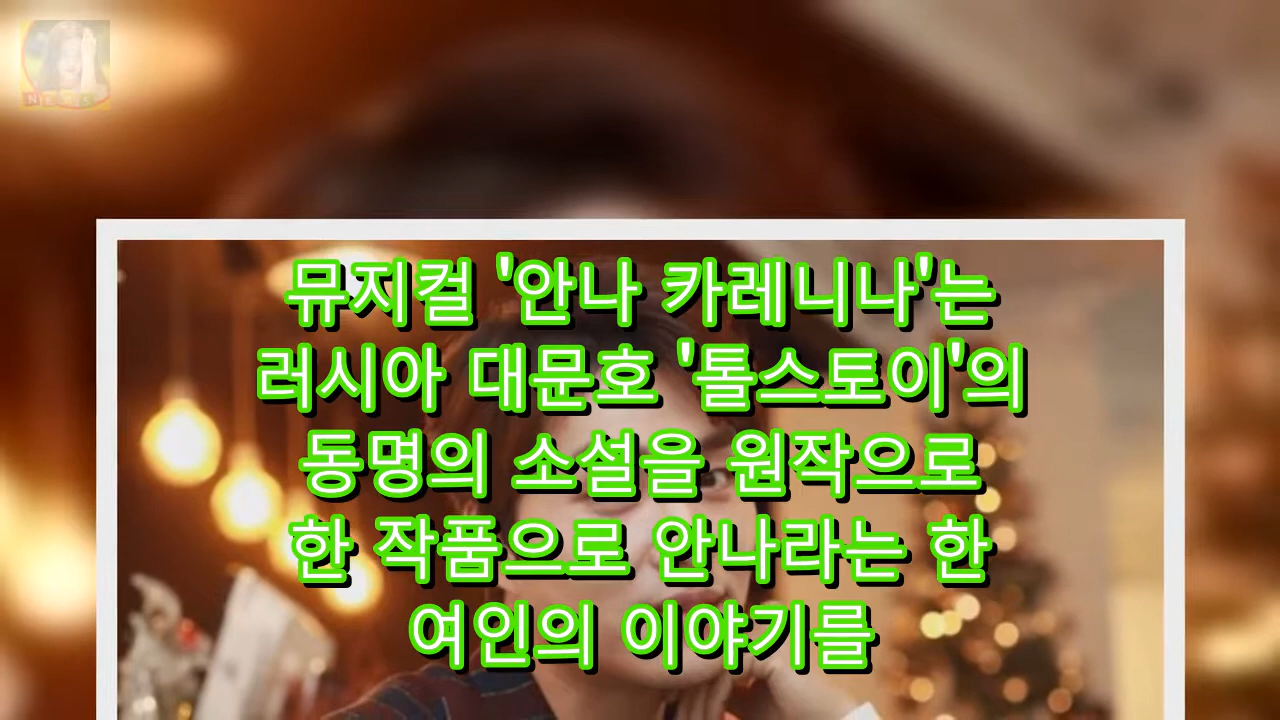 NEWS
뮤지컬 '안나 카레니나'는
러시아 대문호 '톨스토이'의
동명의 소설을 원작으로
한 작품으로 안나라는 한
여인의 이야기를